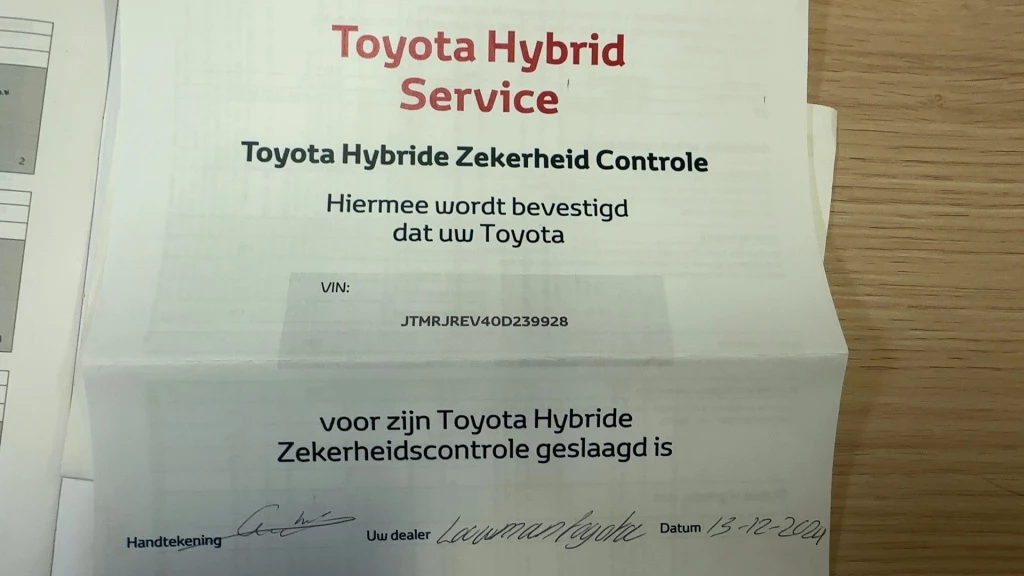 Toyota Hybrid
Service
Toyota Hybride Zekerheid Controle
Hiermee wordt bevestigd
dat uw Toyota
VIN:
JTMRJREV40D239928
voor zijn Toyota Hybride
Zekerheidscontrole geslaagd is
Handtekening Uw dealer Louwman Toyota Datum 13-12-2024
2